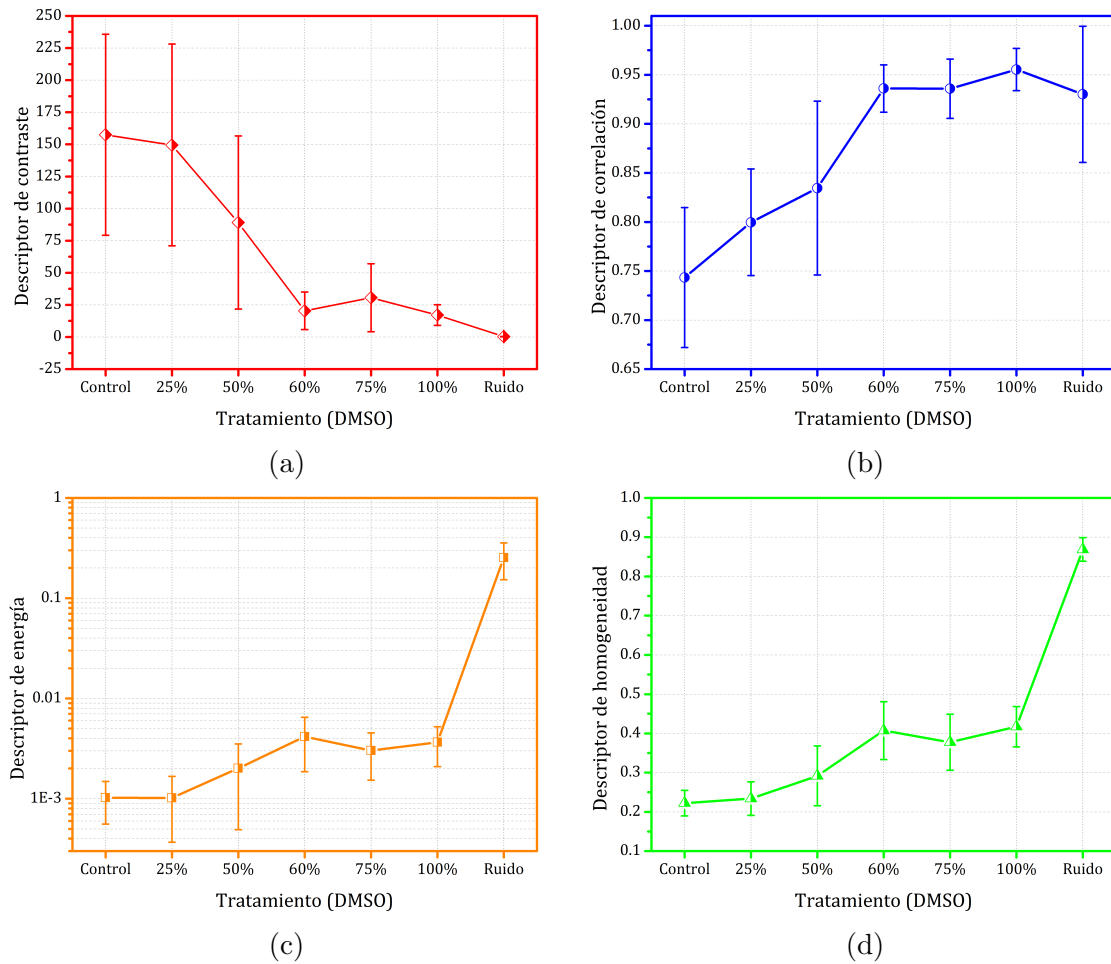 250
225
200
175
150
125
100
75
50
25
0
-25
Descriptor de contraste
Control 25% 50% 60% 75% 100% Ruido
Tratamiento (DMSO)
(a)
1.00
0.95
0.90
0.85
0.80
0.75
0.70
0.65
Descriptor de correlación
Control 25% 50% 60% 75% 100% Ruido
Tratamiento (DMSO)
(b)
1
0.1
0.01
1E-3
Descriptor de energía
Control 25% 50% 60% 75% 100% Ruido
Tratamiento (DMSO)
(c)
1.0
0.9
0.8
0.7
0.6
0.5
0.4
0.3
0.2
0.1
Descriptor de homogeneidad
Control 25% 50% 60% 75% 100% Ruido
Tratamiento (DMSO)
(d)